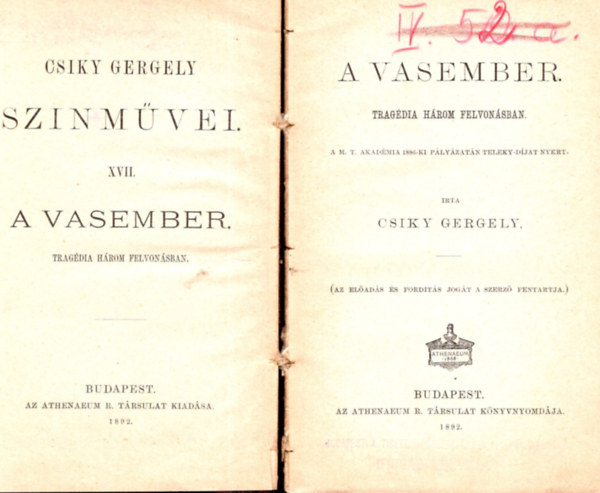 CSIKY GERGELY
SZINMŰVEI.
XVII.
A VASEMBER.
TRAGÉDIA HÁROM FELVONÁSBAN.
BUDAPEST.
AZ ATHENAEUM R. TÁRSULAT KIADÁSA.
1892.
IV. 52.a.
A VASEMBER.
TRAGÉDIA HÁROM FELVONÁSBAN.
A M. T. AKADÉMIA 1886-KI PÁLYÁZATÁN TELEKY-DÍJAT NYERT.
IRTA
CSIKY GERGELY.
(AZ ELŐADÁS ÉS FORDITÁS JOGÁT A SZERZŐ FENTARTJA.)
ATHENAEUM
BUDAPEST.
AZ ATHENAEUM R. TÁRSULAT KÖNYVNYOMDÁJA.
1892.